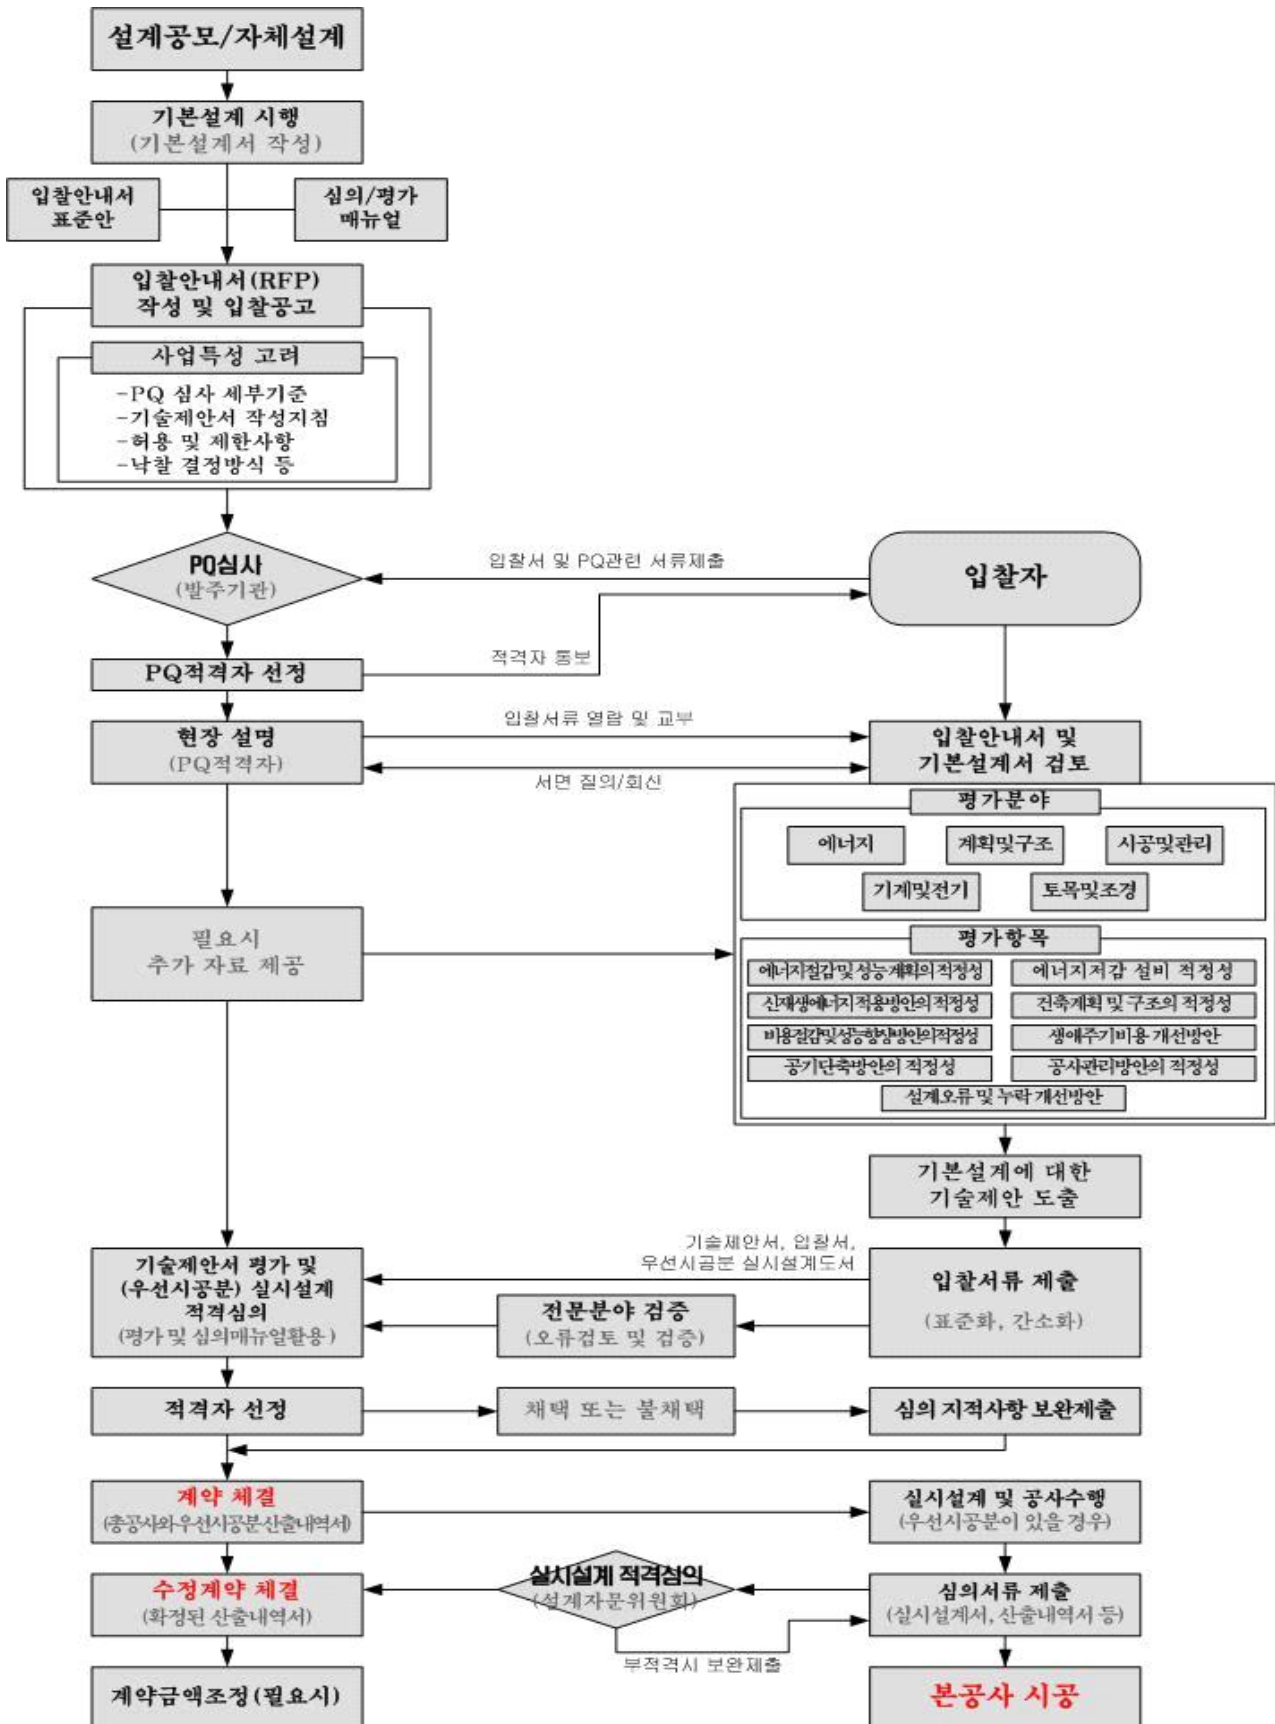 설계공모/자체설계
기본설계 시행
(기본설계서 작성)
입찰안내서
표준안
심의/평가
매뉴얼
입찰안내서(RFP)
작성 및 입찰공고
사업특성 고려
-PQ 심사 세부기준
-기술제안서 작성지침
-허용 및 제한사항
-낙찰 결정방식 등
PQ심사
(발주기관)
입찰서 및 PQ관련 서류제출
입찰자
적격자 통보
PQ적격자 선정
현장 설명
(PQ적격자)
입찰서류 열람 및 교부
서면 질의/회신
입찰안내서 및
기본설계서 검토
평가분야
에너지
계획및구조
시공및관리
기계및전기
토목및조경
필요시
추가 자료 제공
평가항목
에너지절감및성능계획의적정성
에너지저감 설비 적정성
신재생에너지적용방안의적정성
건축계획 및 구조의 적정성
비용절감및성능향상방안의적정성
생애주기비용 개선방안
공기단축방안의 적정성
공사관리방안의 적정성
설계오류 및 누락 개선방안
기본설계에 대한
기술제안 도출
기술제안서, 입찰서,
우선시공분 실시설계도서
기술제안서 평가 및
(우선시공분) 실시설계
적격심의
(평가 및 심의매뉴얼활용)
전문분야 검증
(오류검토 및 검증)
입찰서류 제출
(표준화, 간소화)
적격자 선정
채택 또는 불채택
심의 지적사항 보완제출
계약 체결
(총공사와우선시공분산출내역서)
실시설계 및 공사수행
(우선시공분이 있을 경우)
수정계약 체결
(확정된 산출내역서)
실시설계 적격심의
(설계자문위원회)
심의서류 제출
(실시설계서, 산출내역서 등)
부적격시 보완제출
계약금액조정(필요시)
본공사 시공